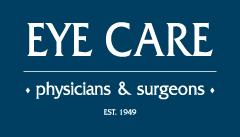 EYE CARE
physicians & surgeons
EST. 1949